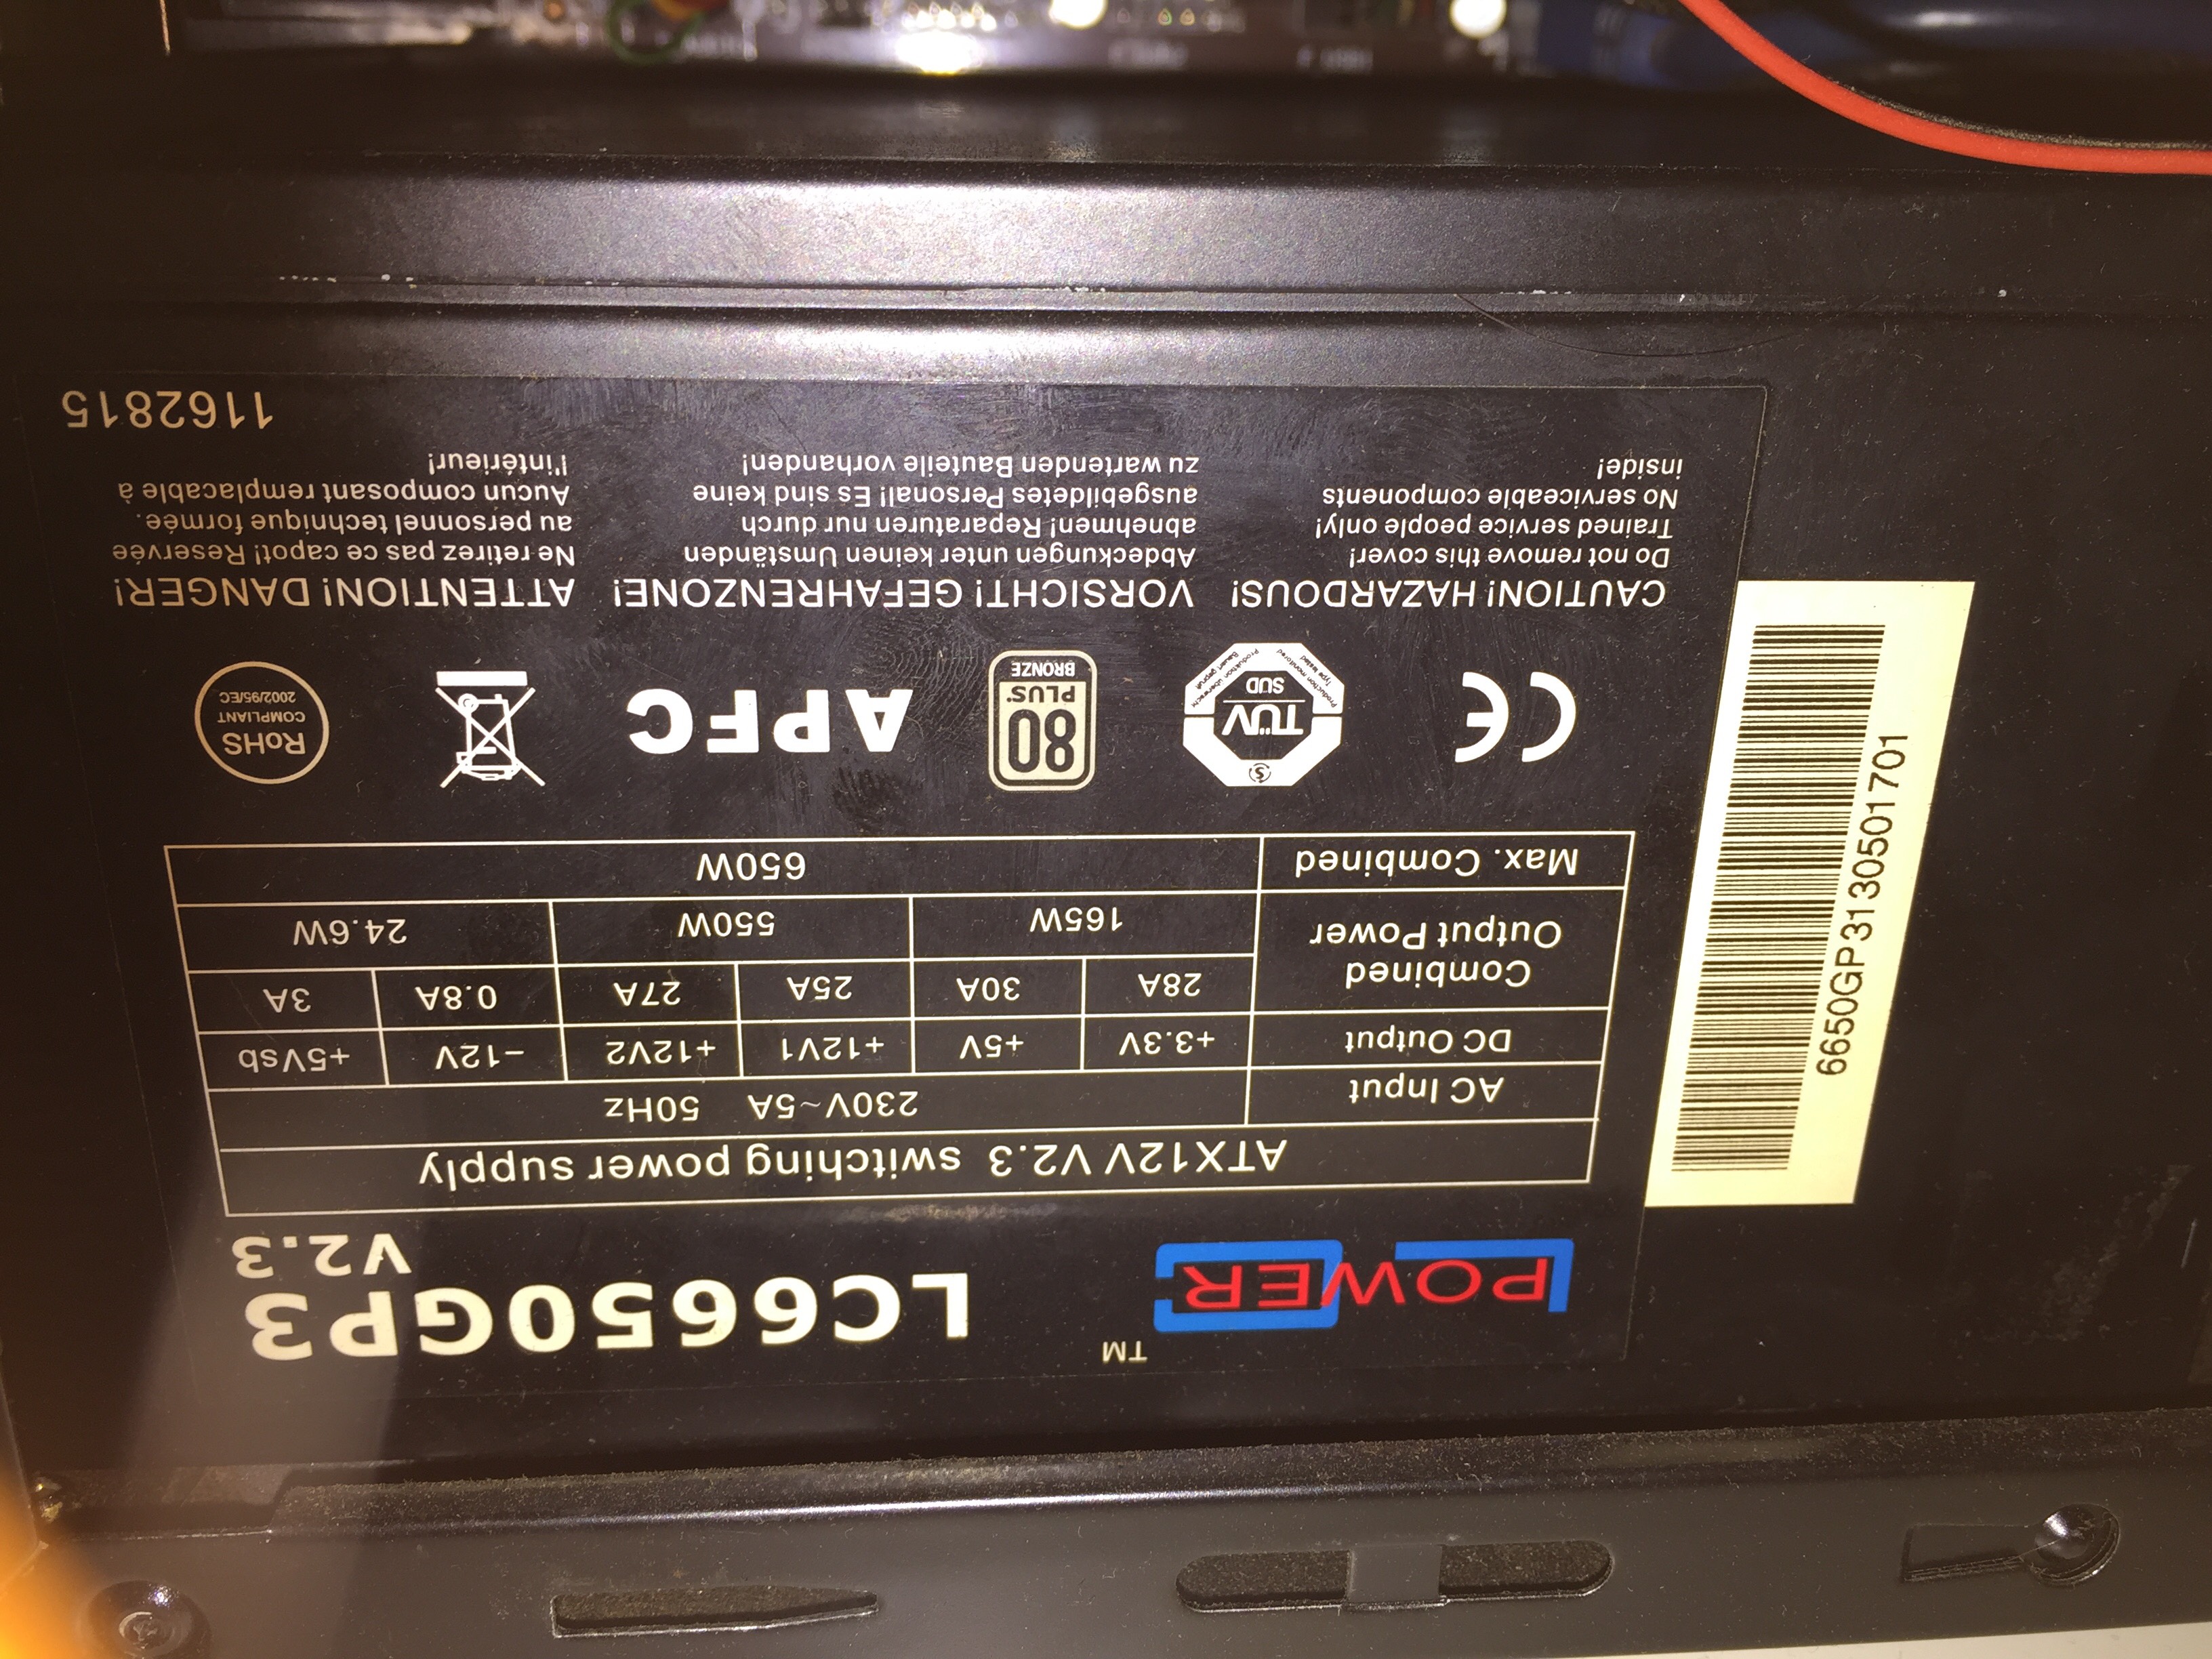 LC POWER
TM
LC6650GP3
V2.3
ATX12V V2.3 switching power supply
AC Input 230V~5A 50Hz
DC Output +3.3V +5V +12V1 +12V2 -12V +5Vsb
Combined Output Power 28A 30A 25A 27A 0.8A 3A
165W 550W 24.6W
Max. Combined 650W
CE
TÜV
SÜD
80
PLUS
BRONZE
APFC
RoHS
COMPLIANT
2002/95/EC
CAUTION! HAZARDOUS!
Do not remove this cover!
Trained service people only!
No serviceable components
inside!
VORSICHT! GEFAHRENZONE!
Abdeckungen unter keinen Umständen
abnehmen! Reparaturen nur durch
ausgebildetes Personal! Es sind keine
zu wartenden Bauteile vorhanden!
ATTENTION! DANGER!
Ne retirez pas ce capot! Reservée
au personnel technique formée.
Aucun composant remplacable à
l'intérieur!
1162815
6650GP3130501701